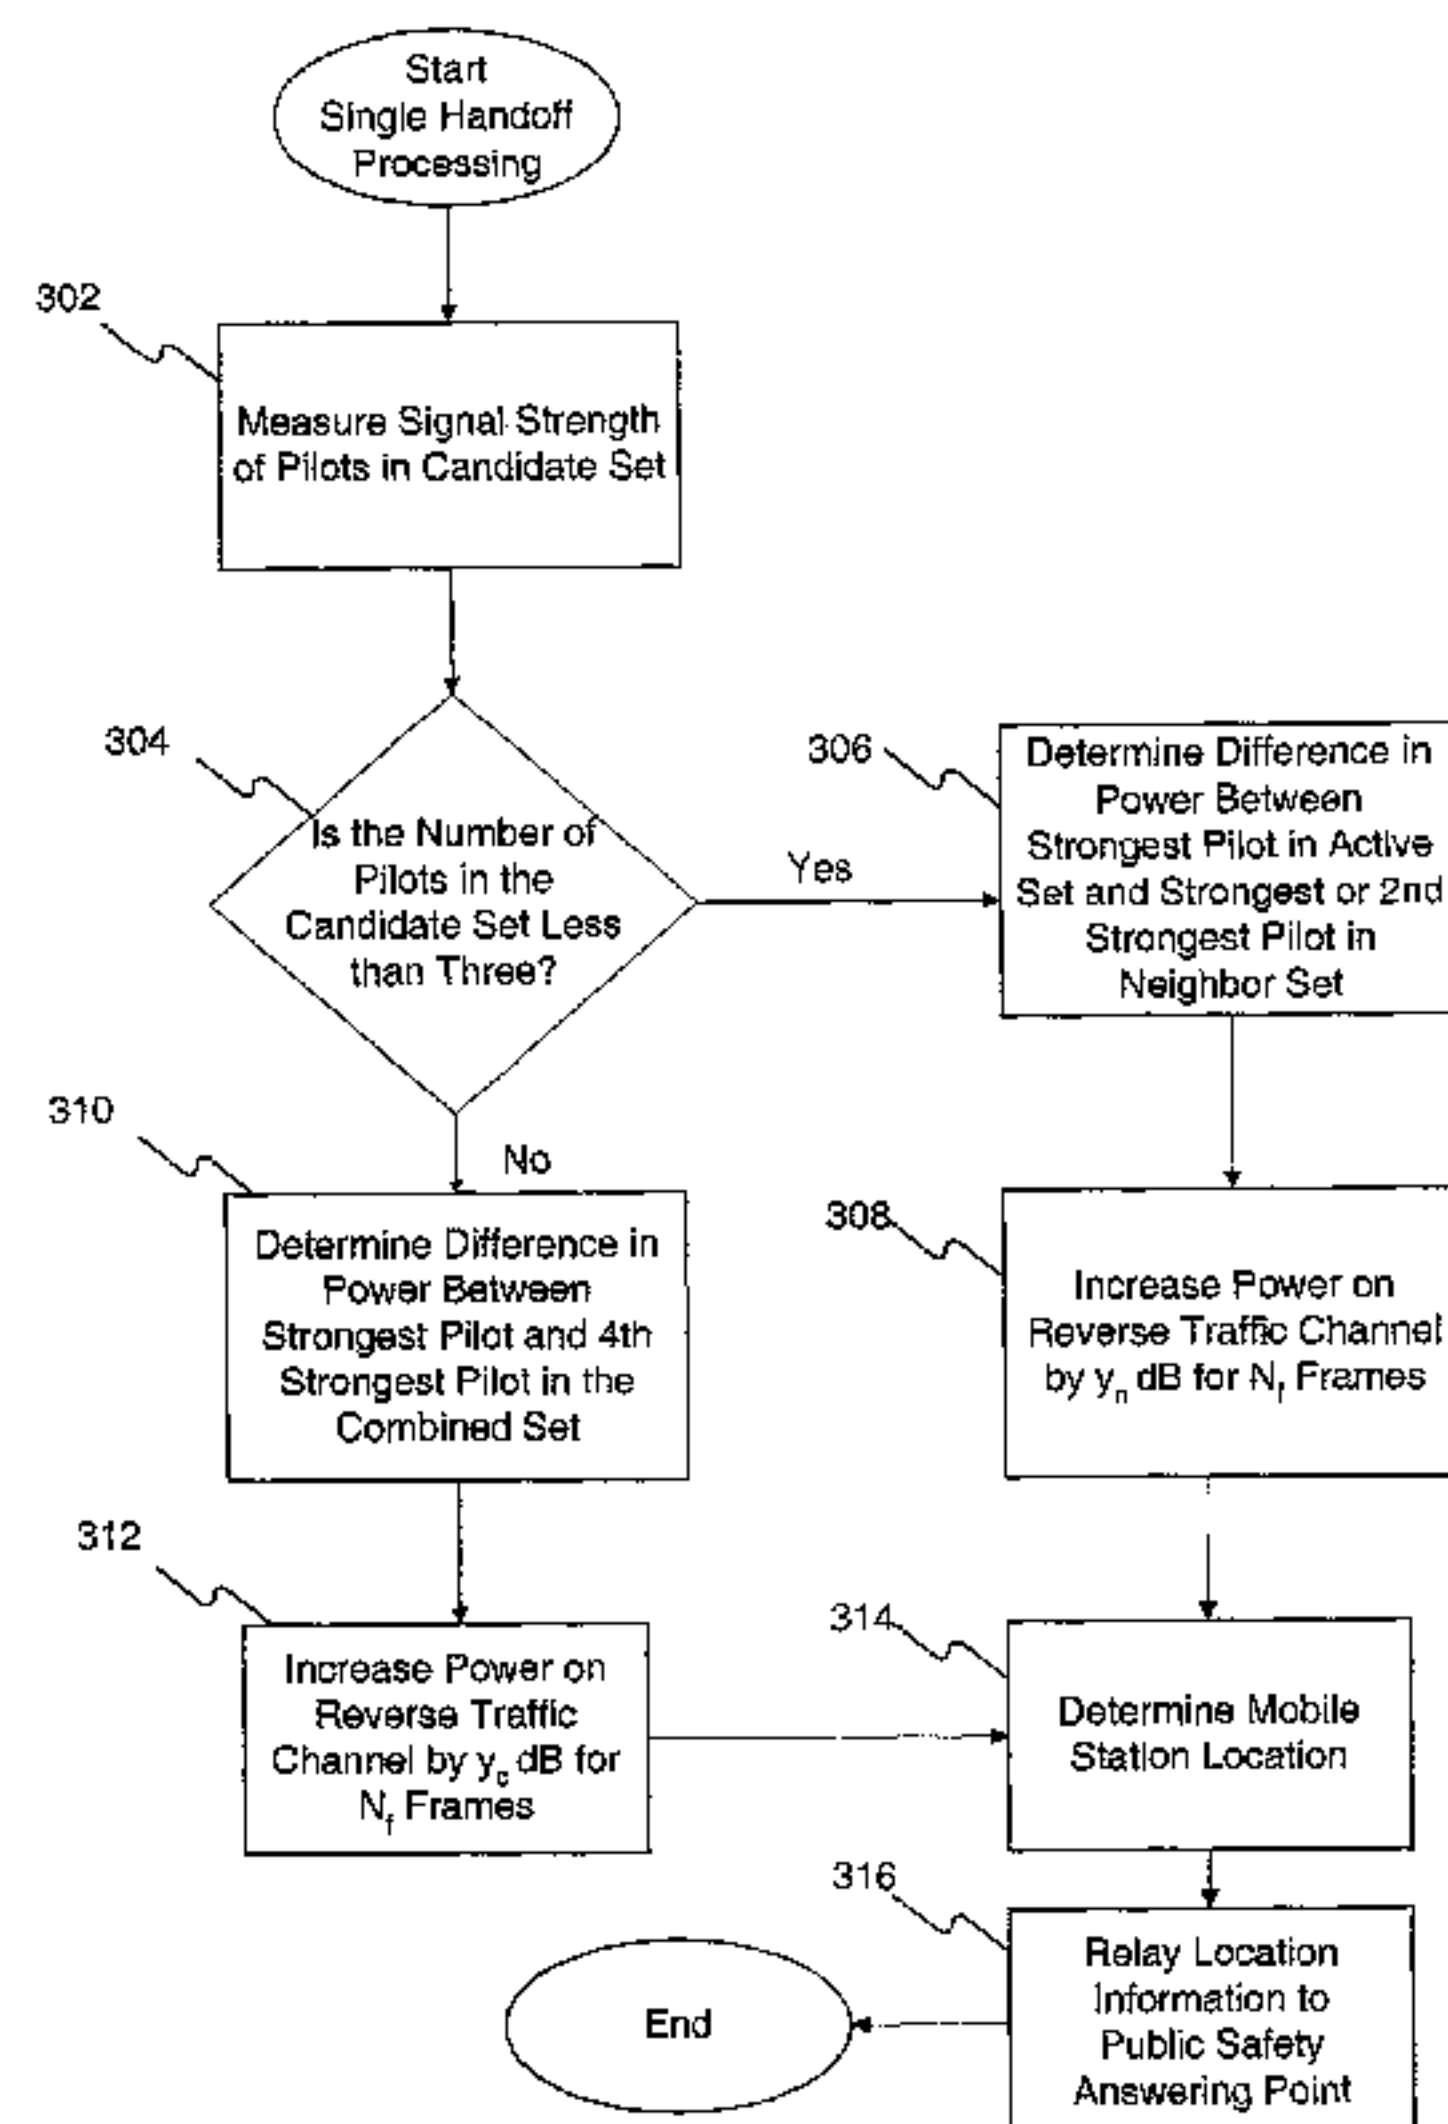 Start
Single Handoff
Processing
302
Measure Signal Strength
of Pilots in Candidate Set
304
Is the Number of
Pilots in the
Candidate Set Less
than Three?
Yes
306
Determine Difference in
Power Between
Strongest Pilot in Active
Set and Strongest or 2nd
Strongest Pilot in
Neighbor Set
No
310
Determine Difference in
Power Between
Strongest Pilot and 4th
Strongest Pilot in the
Combined Set
308
Increase Power on
Reverse Traffic Channel
by yn dB for Nf Frames
312
Increase Power on
Reverse Traffic
Channel by yc dB for
Nf Frames
314
Determine Mobile
Station Location
316
Relay Location
Information to
Public Safety
Answering Point
End